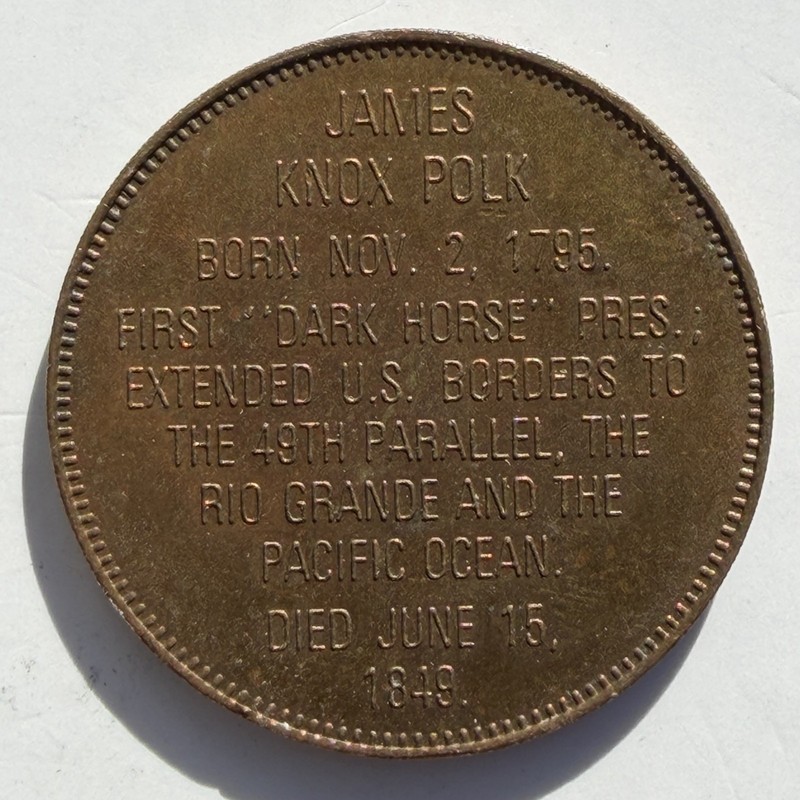 JAMES
KNOX POLK
BORN NOV. 2, 1795.
FIRST "DARK HORSE" PRES.;
EXTENDED U.S. BORDERS TO
THE 49TH PARALLEL, THE
RIO GRANDE AND THE
PACIFIC OCEAN.
DIED JUNE 15,
1849.